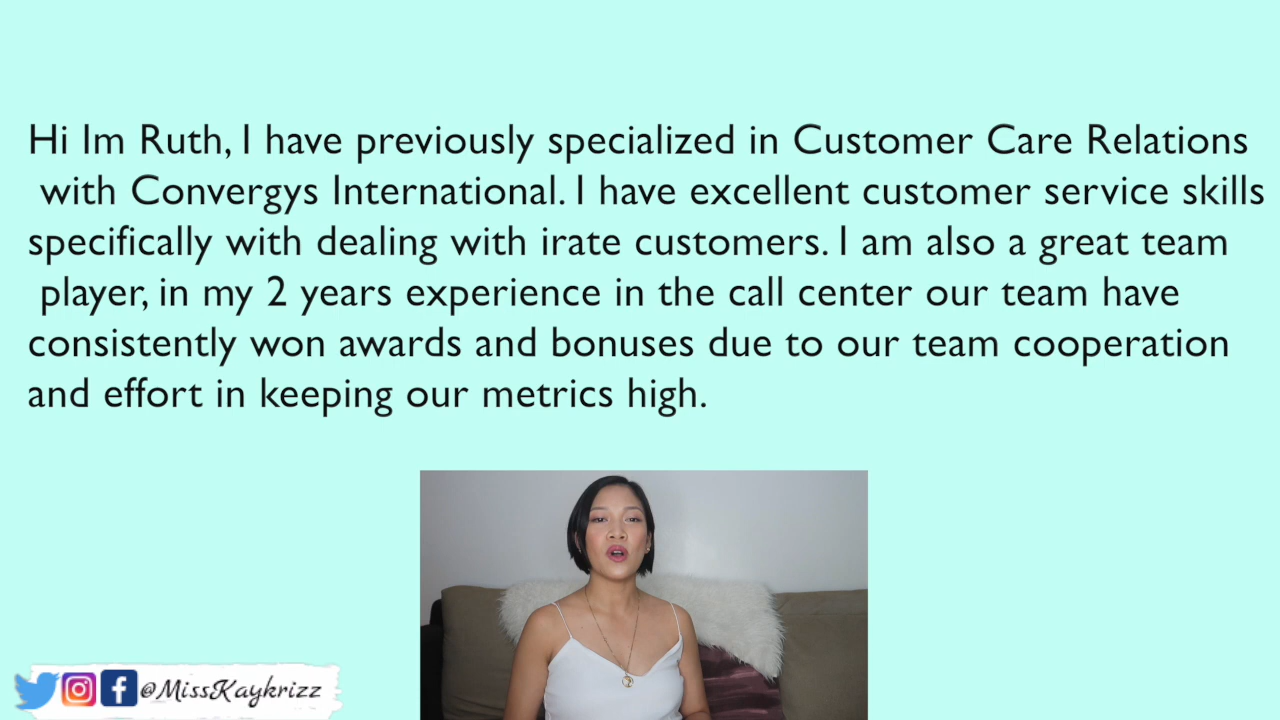 Hi Im Ruth, I have previously specialized in Customer Care Relations
with Convergys International. I have excellent customer service skills
specifically with dealing with irate customers. I am also a great team
player, in my 2 years experience in the call center our team have
consistently won awards and bonuses due to our team cooperation
and effort in keeping our metrics high.
@MissKaykrizz